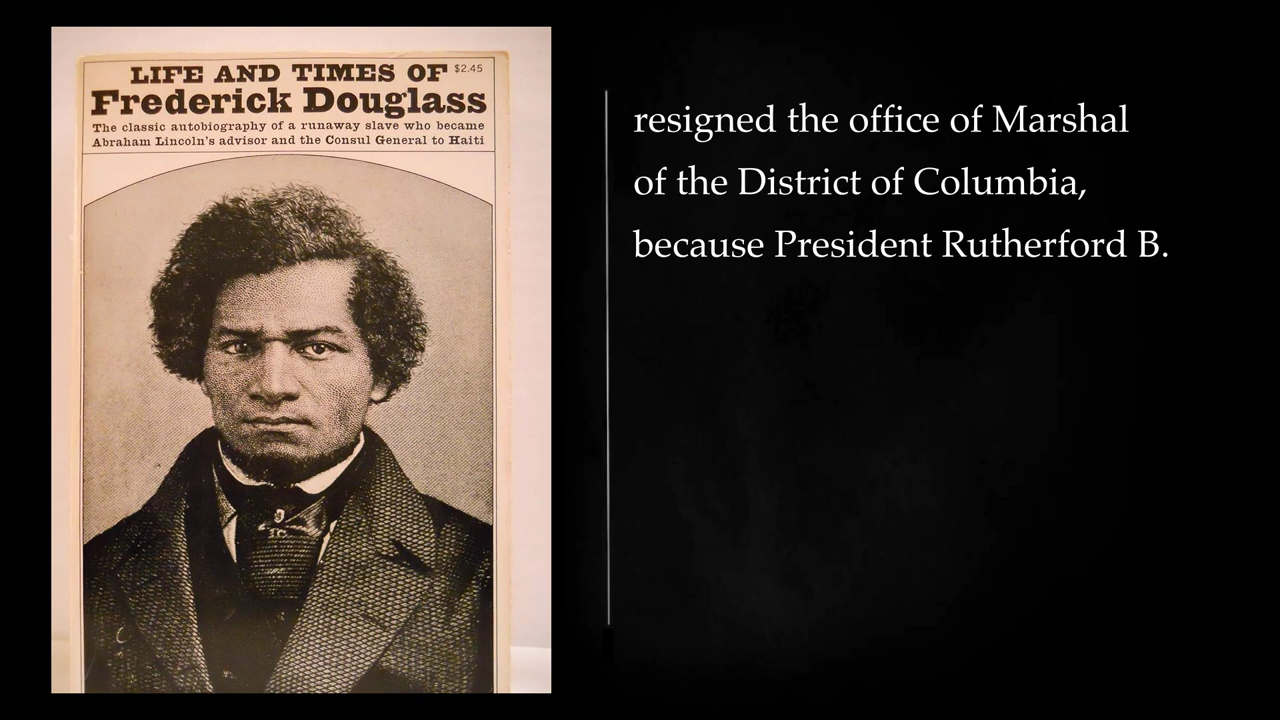 LIFE AND TIMES OF $2.45
Frederick Douglass
The classic autobiography of a runaway slave who became
Abraham Lincoln's advisor and the Consul General to Haiti
resigned the office of Marshal
of the District of Columbia,
because President Rutherford B.